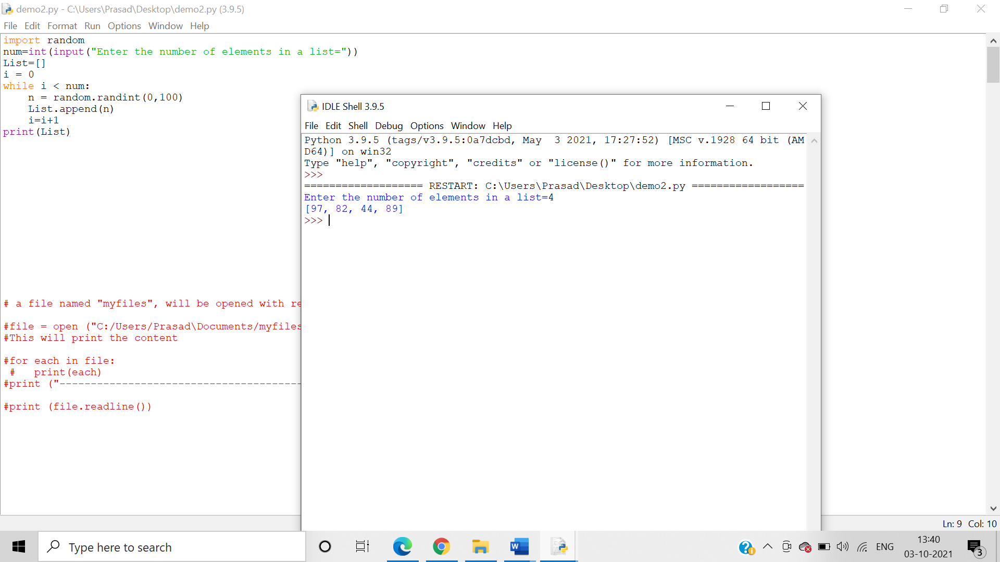 demo2.py - C:\Users\Prasad\Desktop\demo2.py (3.9.5)
File Edit Format Run Options Window Help
import random
num=int(input("Enter the number of elements in a list="))
List=[]
i = 0
while i < num:
    n = random.randint(0,100)
    List.append(n)
    i=i+1
print(List)
# a file named "myfiles", will be opened with re
#file = open ("C:/Users/Prasad\Documents/myfiles
#This will print the content
#for each in file:
 #   print(each)
#print ("---------------------------------------
#print (file.readline())
IDLE Shell 3.9.5
File Edit Shell Debug Options Window Help
Python 3.9.5 (tags/v3.9.5:0a7dcbd, May  3 2021, 17:27:52) [MSC v.1928 64 bit (AM
D64)] on win32
Type "help", "copyright", "credits" or "license()" for more information.
>>>
=================== RESTART: C:\Users\Prasad\Desktop\demo2.py ==================
Enter the number of elements in a list=4
[97, 82, 44, 89]
>>>
Ln: 9 Col: 10
Type here to search
W
ENG
13:40
03-10-2021
3